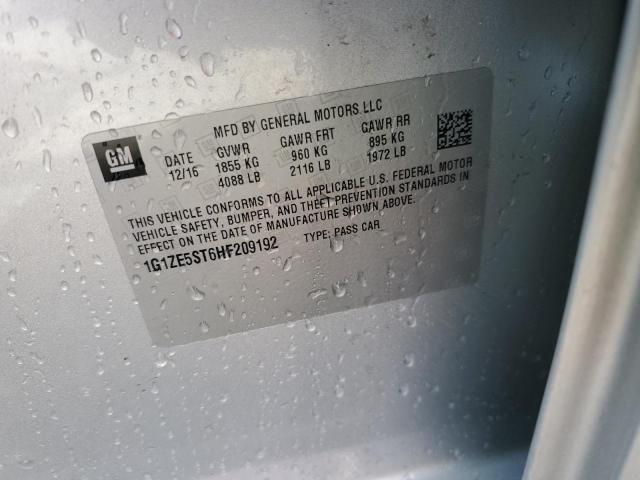 MFD BY GENERAL MOTORS LLC
GM DATE GVWR GAWR FRT GAWR RR
12/16 1855 KG 960 KG 895 KG
4088 LB 2116 LB 1972 LB
THIS VEHICLE CONFORMS TO ALL APPLICABLE U.S. FEDERAL MOTOR
VEHICLE SAFETY, BUMPER, AND THEFT PREVENTION STANDARDS IN
EFFECT ON THE DATE OF MANUFACTURE SHOWN ABOVE.
1G1ZE5ST6HF209192 TYPE: PASS CAR